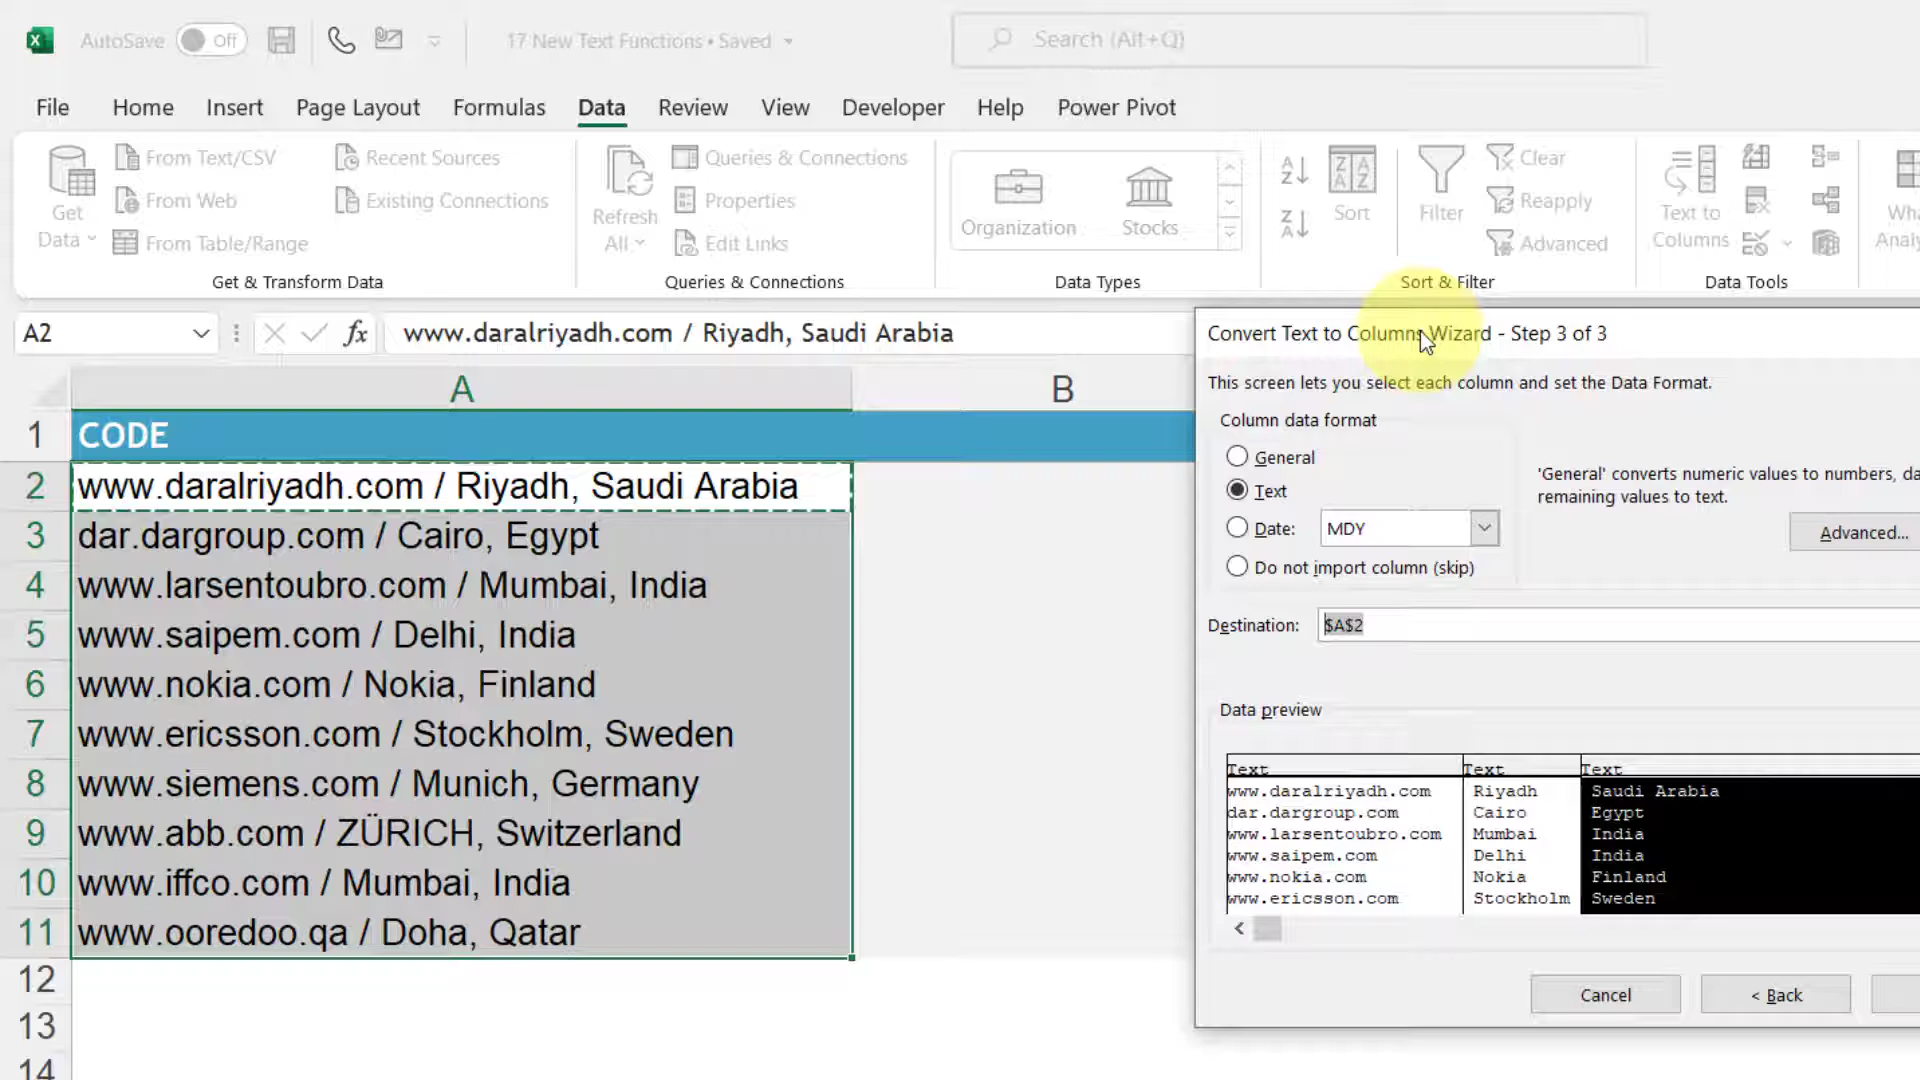 AutoSave Off 17 New Text Functions • Saved Search (Alt+Q)
File Home Insert Page Layout Formulas Data Review View Developer Help Power Pivot
Get Data
From Text/CSV
From Web
From Table/Range
Recent Sources
Existing Connections
Get & Transform Data
Refresh All
Queries & Connections
Properties
Edit Links
Queries & Connections
Organization
Stocks
Data Types
Sort
Filter
Clear
Reapply
Advanced
Sort & Filter
Text to Columns
Data Tools
A2 fx www.daralriyadh.com / Riyadh, Saudi Arabia
A B
1 CODE
2 www.daralriyadh.com / Riyadh, Saudi Arabia
3 dar.dargroup.com / Cairo, Egypt
4 www.larsentoubro.com / Mumbai, India
5 www.saipem.com / Delhi, India
6 www.nokia.com / Nokia, Finland
7 www.ericsson.com / Stockholm, Sweden
8 www.siemens.com / Munich, Germany
9 www.abb.com / ZÜRICH, Switzerland
10 www.iffco.com / Mumbai, India
11 www.ooredoo.qa / Doha, Qatar
12
13
14
Convert Text to Columns Wizard - Step 3 of 3
This screen lets you select each column and set the Data Format.
Column data format
General
Text
Date: MDY
Do not import column (skip)
'General' converts numeric values to numbers, da
remaining values to text.
Advanced...
Destination: $A$2
Data preview
Text Text Text
www.daralriyadh.com Riyadh Saudi Arabia
dar.dargroup.com Cairo Egypt
www.larsentoubro.com Mumbai India
www.saipem.com Delhi India
www.nokia.com Nokia Finland
www.ericsson.com Stockholm Sweden
Cancel < Back